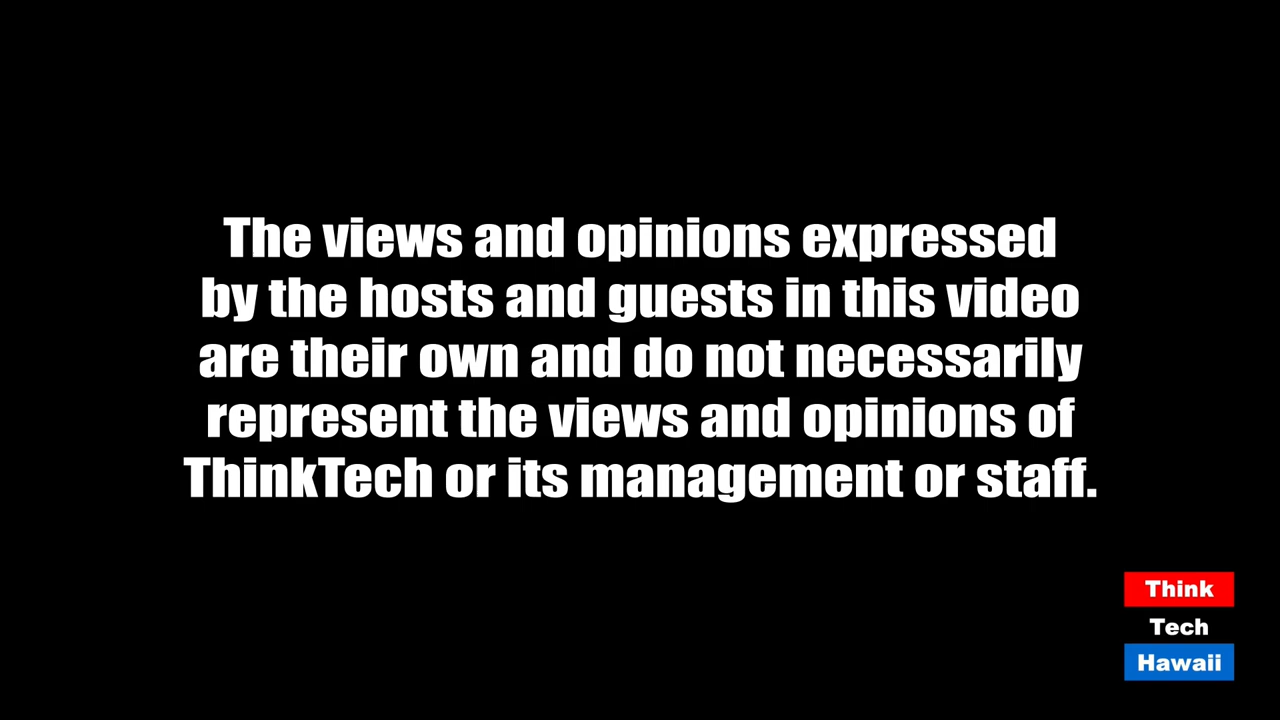 The views and opinions expressed
by the hosts and guests in this video
are their own and do not necessarily
represent the views and opinions of
ThinkTech or its management or staff.
Think
Tech
Hawaii